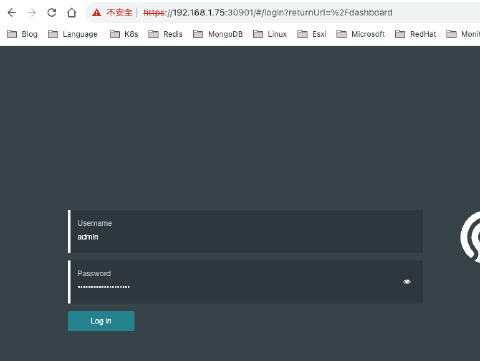 不安全 https://192.168.1.75:30901/#/login?returnUrl=%2Fdashboard
Blog Language K8s Redis MongoDB Linux Esxi Microsoft RedHat Monit
Username
admin
Password
Log in